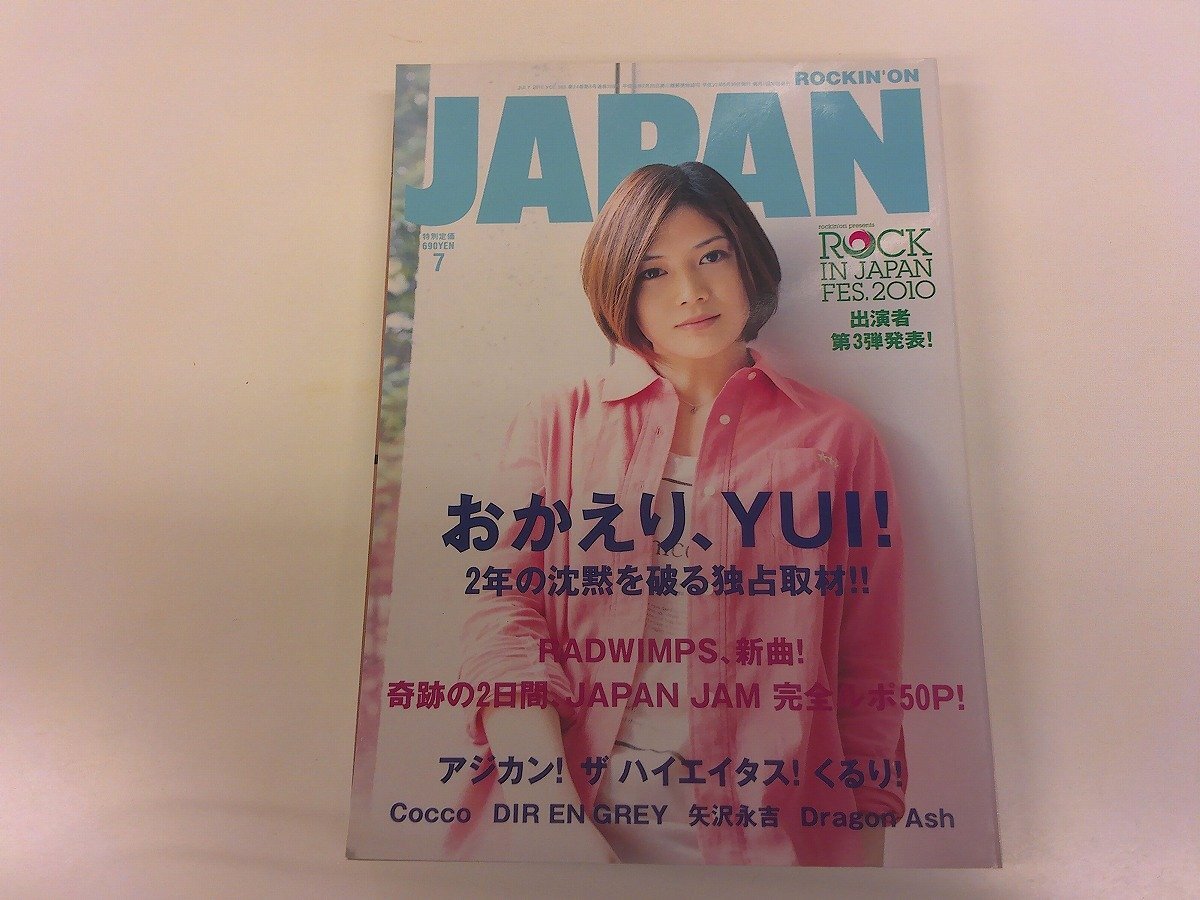 ROCKIN'ON
JAPAN
特別定価
690YEN
7
rockin'on presents
ROCK
IN JAPAN
FES. 2010
出演者
第3弾発表!
おかえり、YUI!
2年の沈黙を破る独占取材!!
RADWIMPS、新曲!
奇跡の2日間、JAPAN JAM 完全ルポ50P!
アジカン! ザ ハイエイタス! くるり!
Cocco DIR EN GREY 矢沢永吉 Dragon Ash